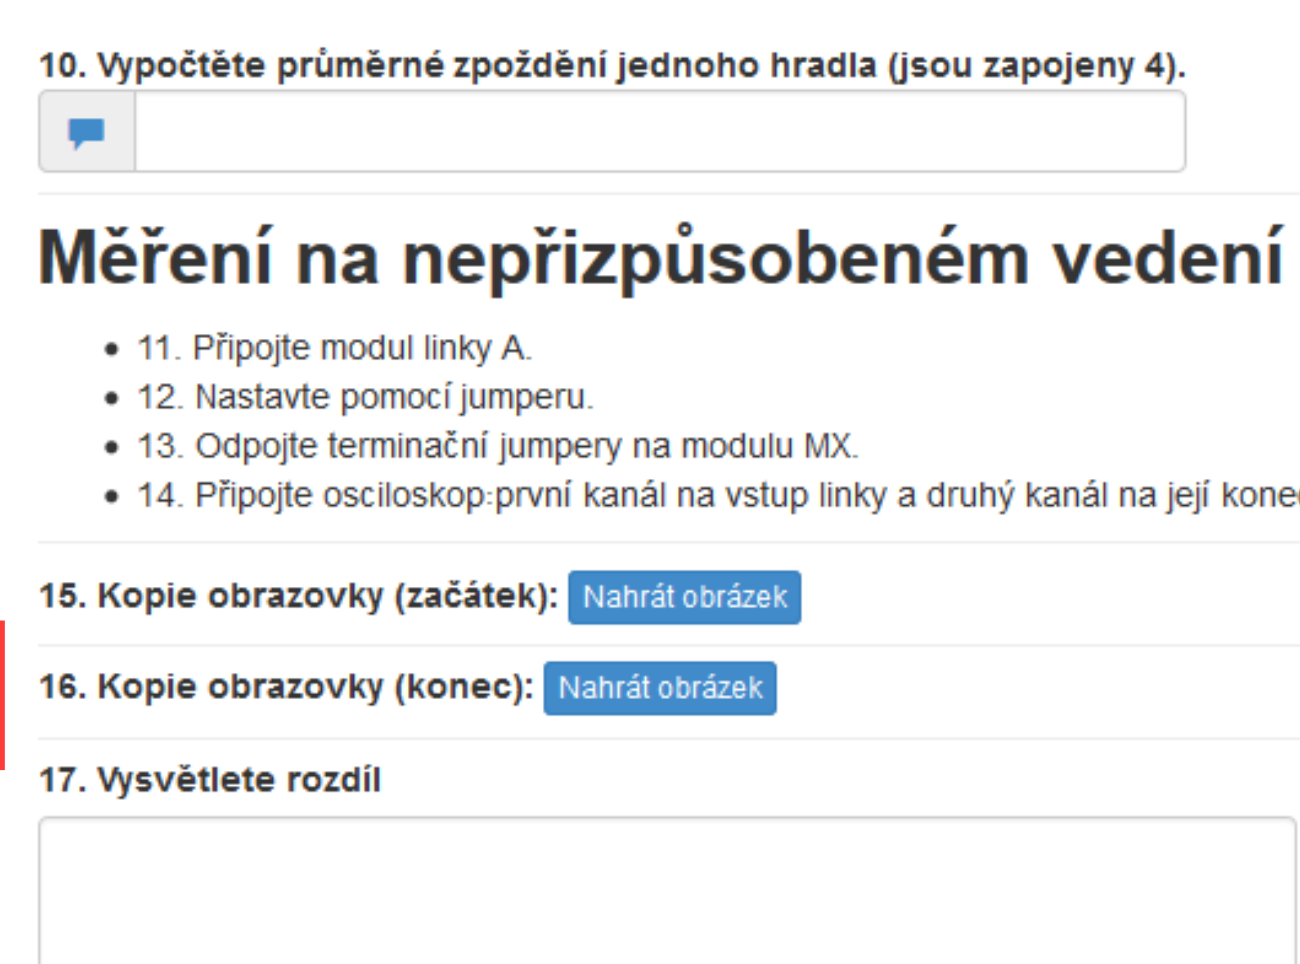 10. Vypočtěte průměrné zpoždění jednoho hradla (jsou zapojeny 4).
Měření na nepřizpůsobeném vedení
11. Připojte modul linky A.
12. Nastavte pomocí jumperu.
13. Odpojte terminační jumpery na modulu MX.
14. Připojte osciloskop:první kanál na vstup linky a druhý kanál na její
15. Kopie obrazovky (začátek): Nahrát obrázek
16. Kopie obrazovky (konec): Nahrát obrázek
17. Vysvětlete rozdíl